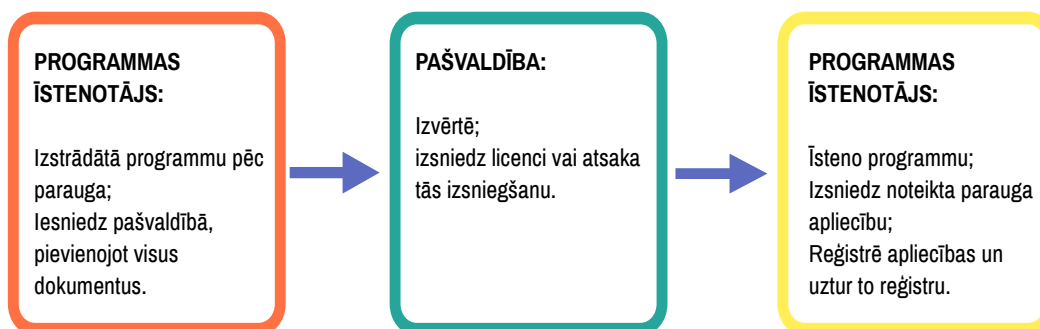 PROGRAMMAS
ĪSTENOTĀJS:
Izstrādātā programmu pēc
parauga;
Iesniedz pašvaldībā,
pievienojot visus
dokumentus.
PAŠVALDĪBA:
Izvērtē;
izsniedz licenci vai atsaka
tās izsniegšanu.
PROGRAMMAS
ĪSTENOTĀJS:
Īsteno programmu;
Izsniedz noteikta parauga
apliecību;
Reģistrē apliecības un
uztur to reģistru.